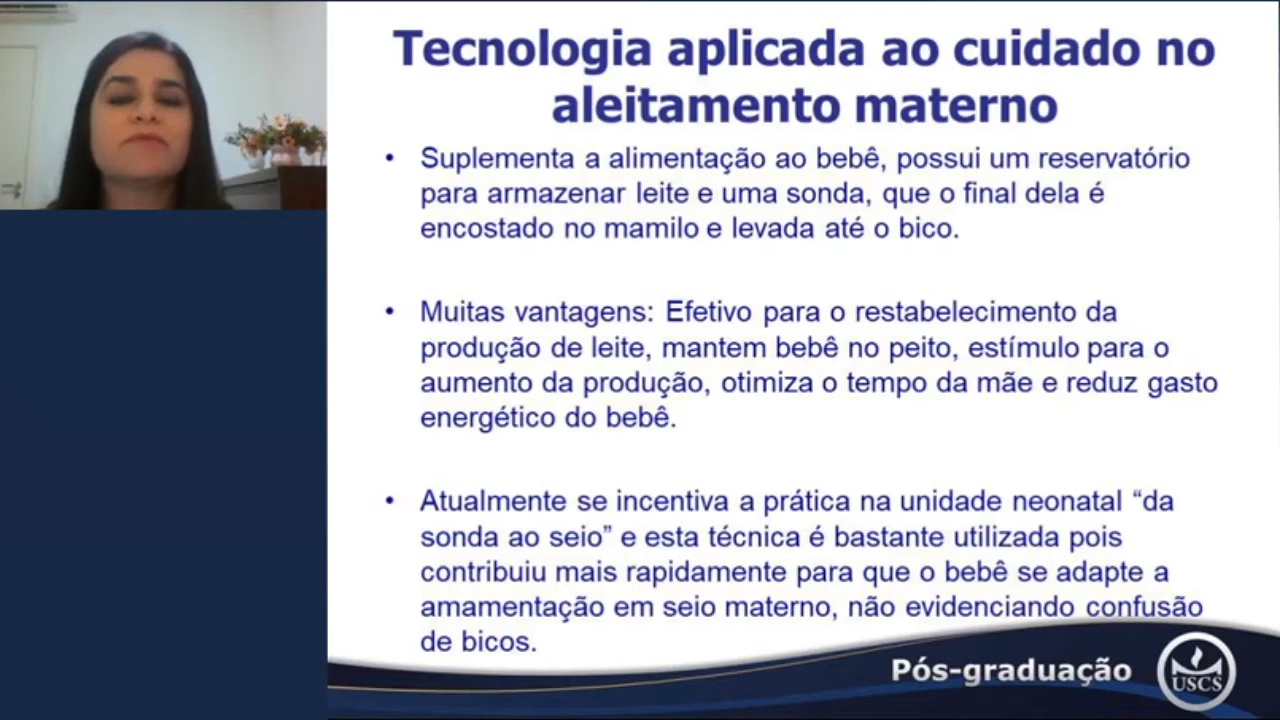 Tecnologia aplicada ao cuidado no
aleitamento materno
• Suplementa a alimentação ao bebê, possui um reservatório
para armazenar leite e uma sonda, que o final dela é
encostado no mamilo e levada até o bico.
• Muitas vantagens: Efetivo para o restabelecimento da
produção de leite, mantem bebê no peito, estímulo para o
aumento da produção, otimiza o tempo da mãe e reduz gasto
energético do bebê.
• Atualmente se incentiva a prática na unidade neonatal “da
sonda ao seio” e esta técnica é bastante utilizada pois
contribuiu mais rapidamente para que o bebê se adapte a
amamentação em seio materno, não evidenciando confusão
de bicos.
Pós-graduação
USCS